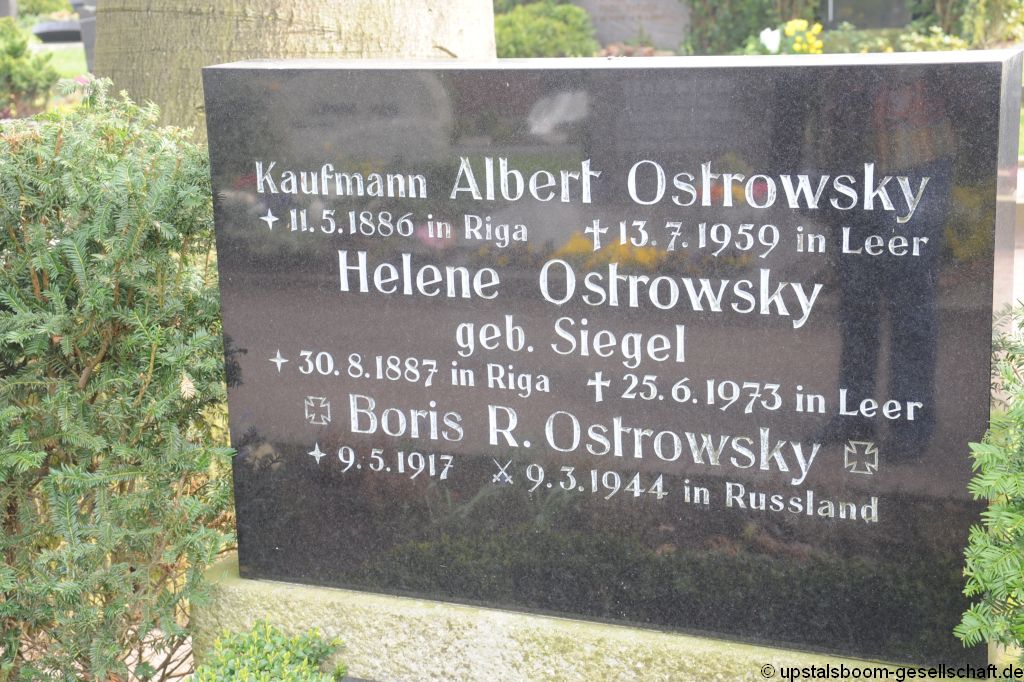 Kaufmann Albert Ostrowsky
✦ 11.5.1886 in Riga † 13.7.1959 in Leer
Helene Ostrowsky
geb. Siegel
✦ 30.8.1887 in Riga † 25.6.1973 in Leer
Boris R. Ostrowsky
✦ 9.5.1917 ⚔ 9.3.1944 in Russland
© upstalsboom-gesellschaft.de